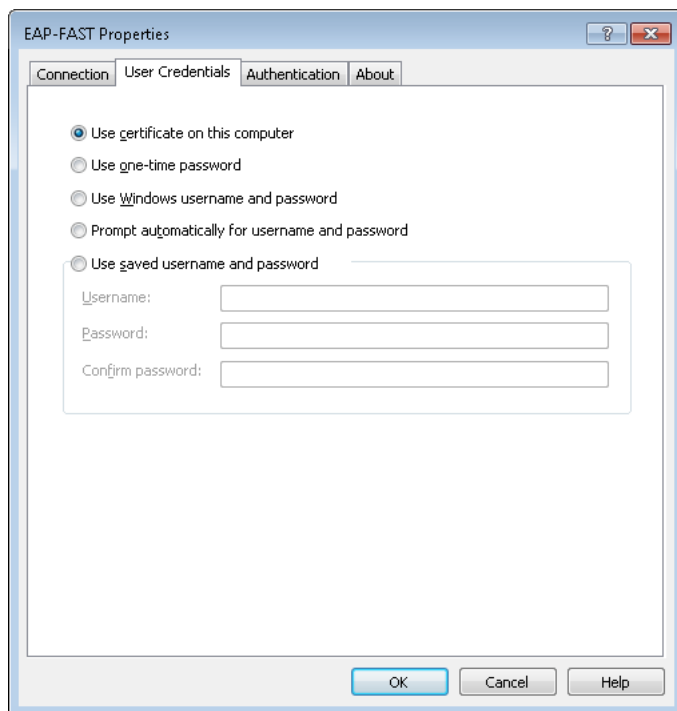 EAP-FAST Properties
Connection User Credentials Authentication About
Use certificate on this computer
Use one-time password
Use Windows username and password
Prompt automatically for username and password
Use saved username and password
Username:
Password:
Confirm password:
OK Cancel Help